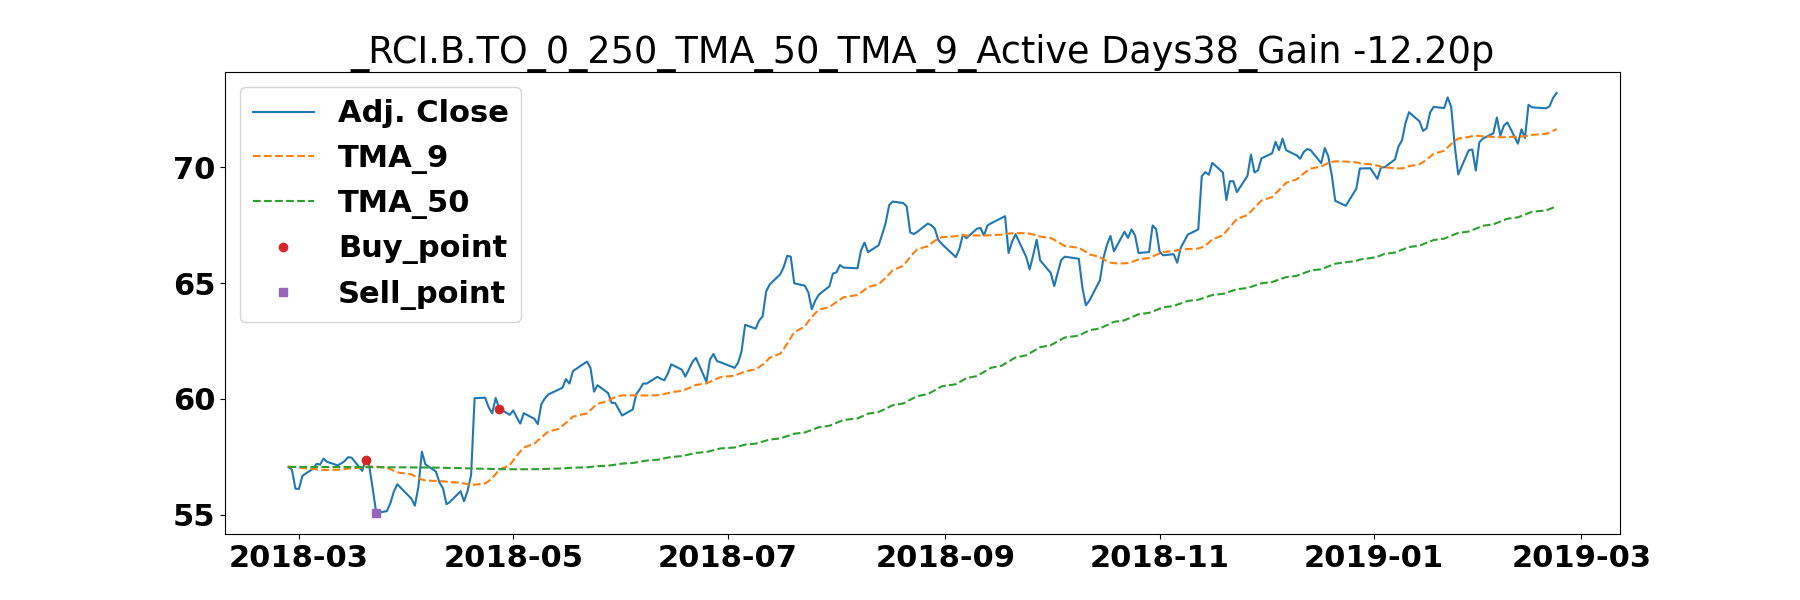 _RCI.B.TO_0_250_TMA_50_TMA_9_Active Days38_Gain -12.20p
Adj. Close
TMA_9
TMA_50
Buy_point
Sell_point
70
65
60
55
2018-03 2018-05 2018-07 2018-09 2018-11 2019-01 2019-03